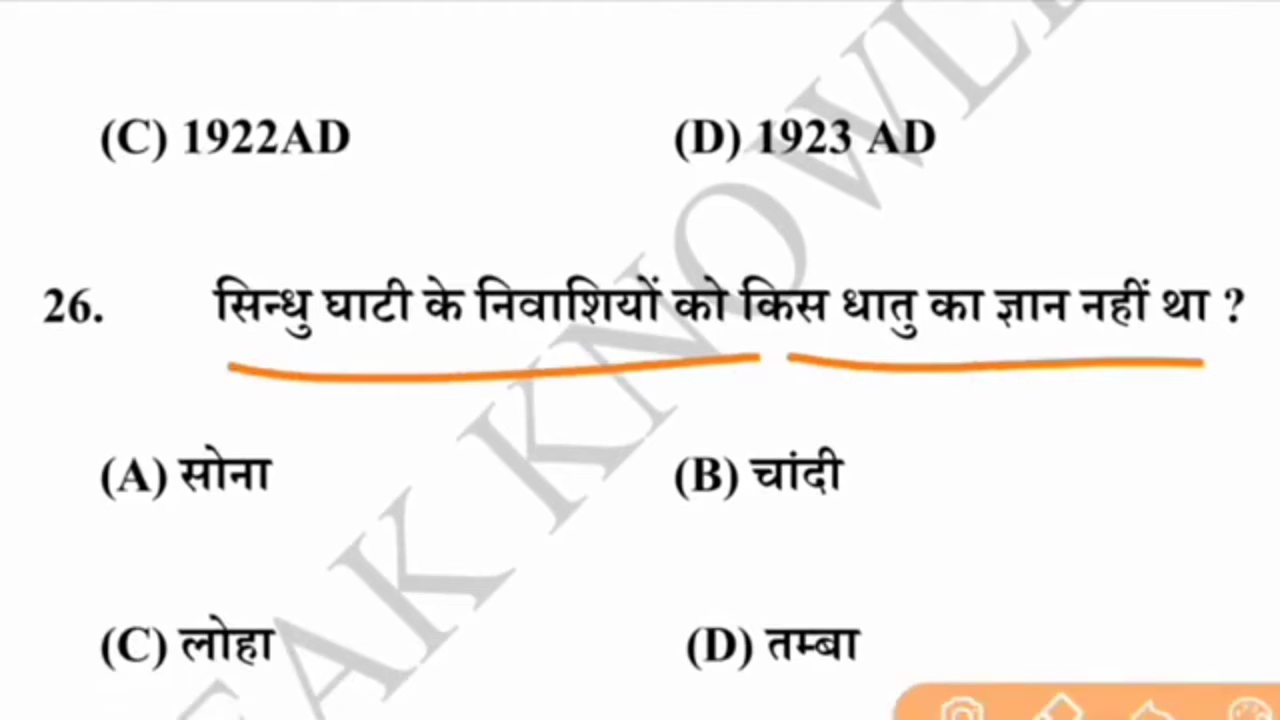 (C) 1922AD (D) 1923 AD
26. सिन्धु घाटी के निवाशियों को किस धातु का ज्ञान नहीं था ?
(A) सोना (B) चांदी
(C) लोहा (D) तम्बा